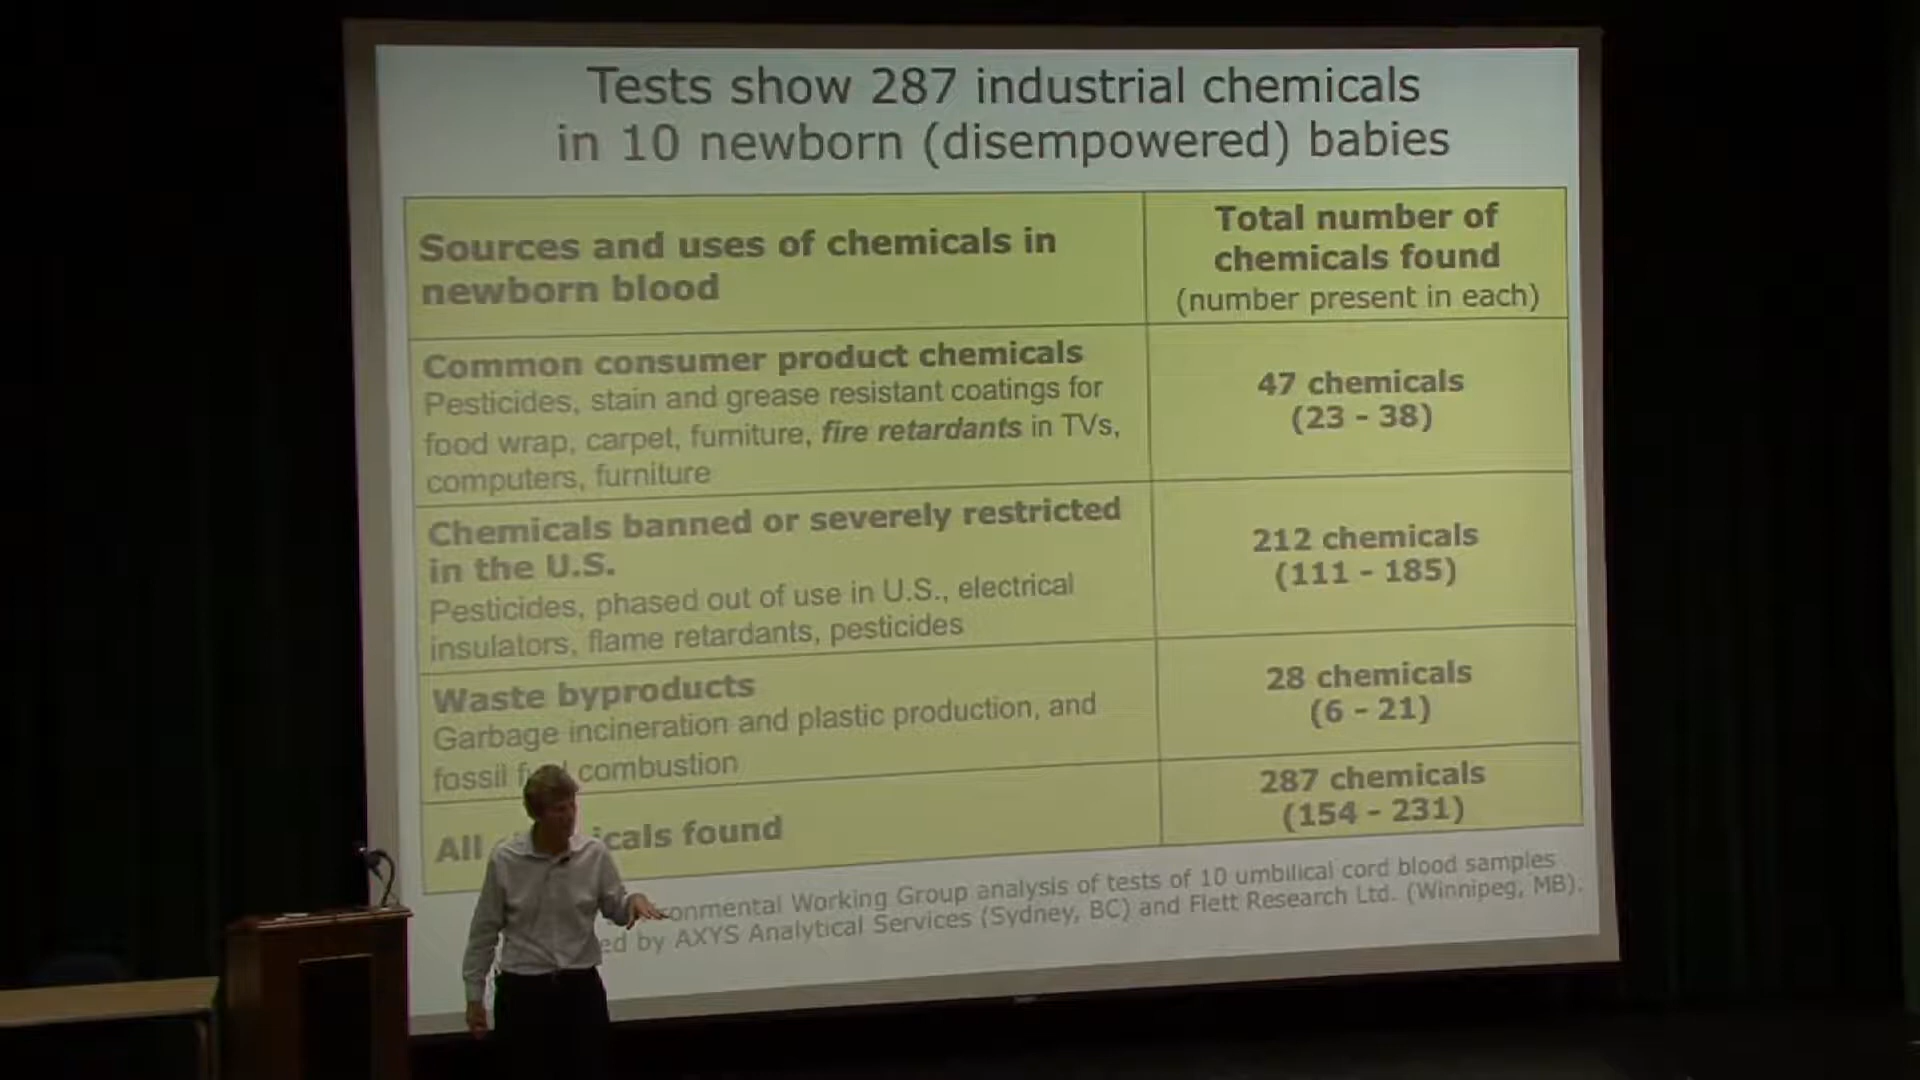 Tests show 287 industrial chemicals
in 10 newborn (disempowered) babies
Sources and uses of chemicals in
newborn blood
Total number of
chemicals found
(number present in each)
Common consumer product chemicals
Pesticides, stain and grease resistant coatings for
food wrap, carpet, furniture, fire retardants in TVs,
computers, furniture
47 chemicals
(23 - 38)
Chemicals banned or severely restricted
in the U.S.
Pesticides, phased out of use in U.S., electrical
insulators, flame retardants, pesticides
212 chemicals
(111 - 185)
Waste byproducts
Garbage incineration and plastic production, and
fossil combustion
28 chemicals
(6 - 21)
All found
287 chemicals
(154 - 231)
Working Group analysis of tests of 10 umbilical cord blood samples
by AXYS Analytical Services (Sydney, BC) and Flett Research Ltd. (Winnipeg, MB).